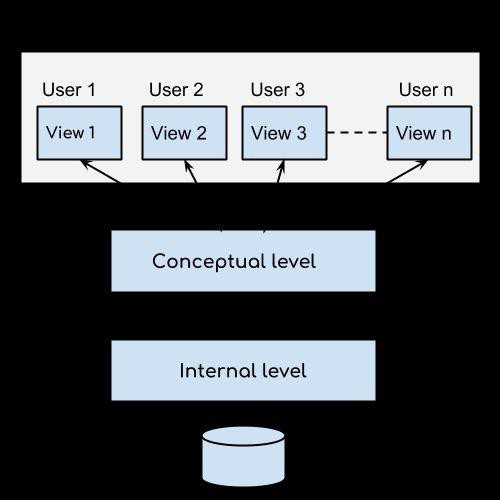 User 1 User 2 User 3 User n
View 1 View 2 View 3 View n
Conceptual level
Internal level